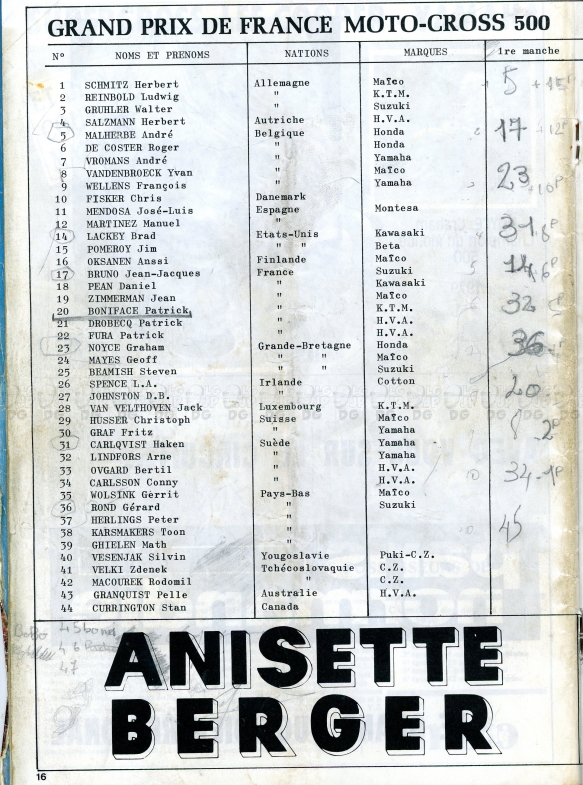 GRAND PRIX DE FRANCE MOTO-CROSS 500
N° NOMS ET PRENOMS NATIONS MARQUES 1re manche
1 SCHMITZ Herbert Allemagne Maïco 5
2 REINBOLD Ludwig " K.T.M.
3 GRUHLER Walter " Suzuki
4 SALZMANN Herbert Autriche H.V.A.
5 MALHERBE André Belgique Honda 17
6 DE COSTER Roger " Honda
7 VROMANS André " Yamaha
8 VANDENBROECK Yvan " Maïco 23
9 WELLENS François " Yamaha
10 FISKER Chris Danemark
11 MENDOSA José-Luis Espagne Montesa
12 MARTINEZ Manuel "
14 LACKEY Brad Etats-Unis Kawasaki 31
15 POMEROY Jim " " Beta
16 OKSANEN Anssi Finlande Maïco 14
17 BRUNO Jean-Jacques France Suzuki
18 PEAN Daniel " Kawasaki
19 ZIMMERMAN Jean " Maïco 32
20 BONIFACE Patrick " K.T.M.
21 DROBECQ Patrick " H.V.A.
22 FURA Patrick " H.V.A.
23 NOYCE Graham Grande-Bretagne Honda 36
24 MAYES Geoff " " Maïco
25 BEAMISH Steven " " Suzuki
26 SPENCE L.A. Irlande Cotton 20
27 JOHNSTON D.B. "
28 VAN VELTHOVEN Jack Luxembourg K.T.M.
29 HUSSER Christoph Suisse Maïco
30 GRAF Fritz " Yamaha
31 CARLQVIST Haken Suède Yamaha
32 LINDFORS Arne " Yamaha
33 OVGARD Bertil " H.V.A. 34
34 CARLSSON Conny " H.V.A.
35 WOLSINK Gerrit Pays-Bas Maïco
36 ROND Gérard " Suzuki
37 HERLINGS Peter " 45
38 KARSMAKERS Toon "
39 GHIELEN Math "
40 VESENJAK Silvin Yougoslavie Puki-C.Z.
41 VELKI Zdenek Tchécoslovaquie C.Z.
42 MACOUREK Rodomil " C.Z.
43 GRANQUIST Pelle Australie H.V.A.
44 CURRINGTON Stan Canada
45
46
47
ANISETTE
BERGER
16